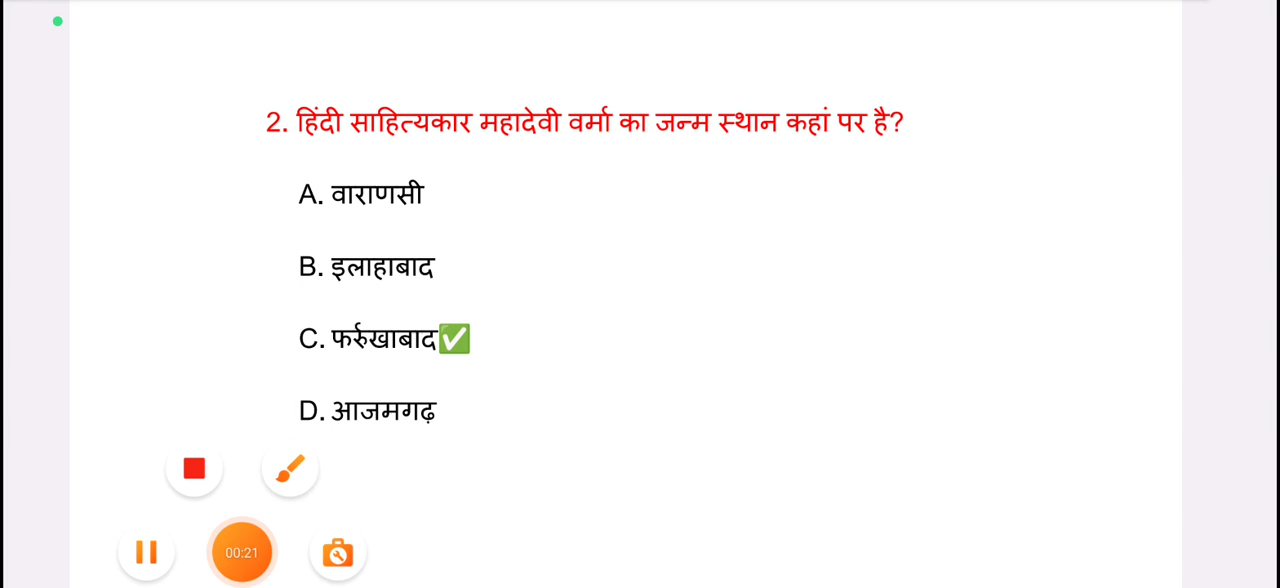 2. हिंदी साहित्यकार महादेवी वर्मा का जन्म स्थान कहां पर है?
A. वाराणसी
B. इलाहाबाद
C. फर्रुखाबाद✅
D. आजमगढ़
00:21